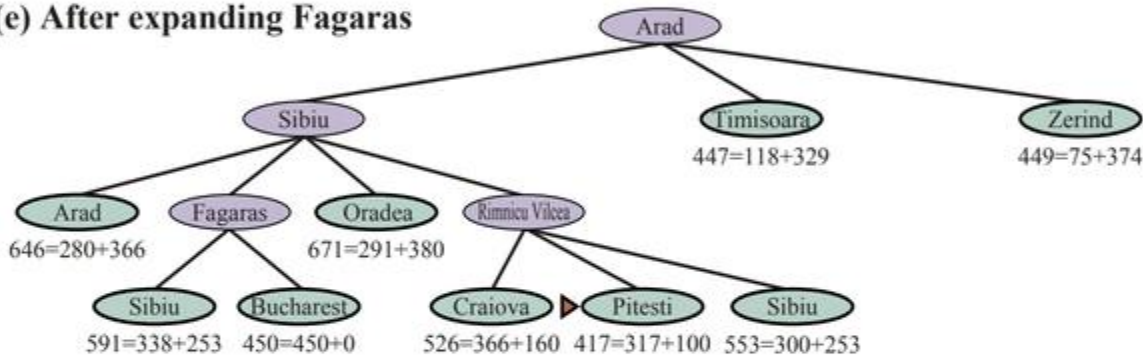 (e) After expanding Fagaras
Arad
Sibiu
Timisoara
Zerind
447=118+329
449=75+374
Arad
Fagaras
Oradea
Rimnicu Vilcea
646=280+366
671=291+380
Sibiu
Bucharest
Craiova
Pitesti
Sibiu
591=338+253
450=450+0
526=366+160
417=317+100
553=300+253